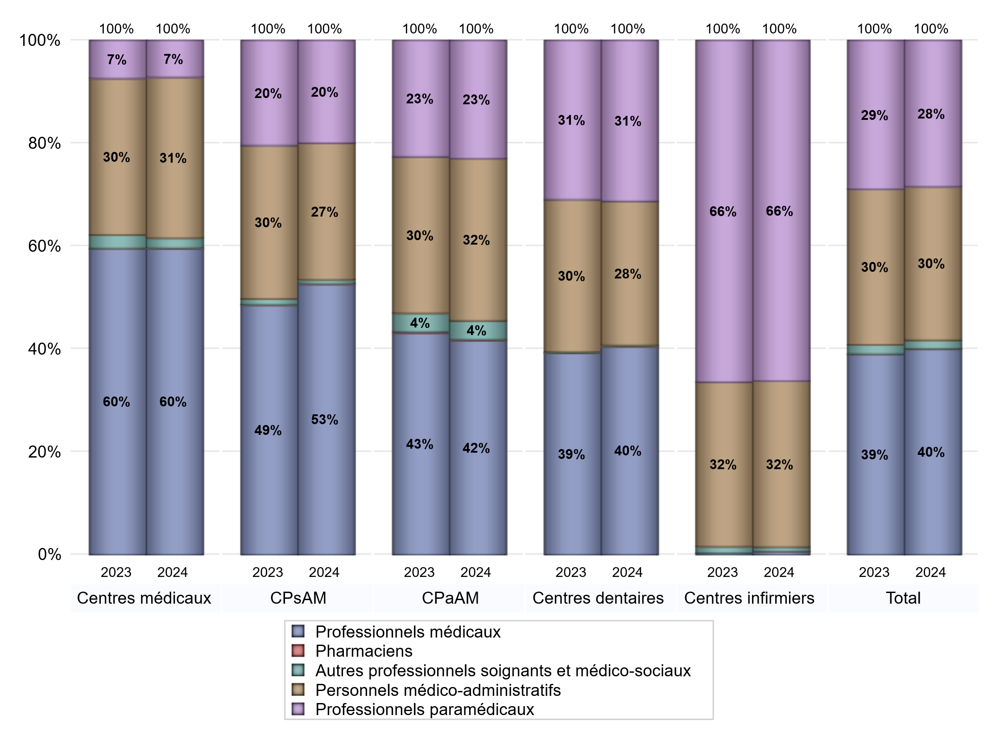 100% 100% 100% 100% 100% 100% 100% 100% 100% 100% 100% 100%
100%
7% 7% 20% 20% 23% 23% 31% 31% 66% 66% 29% 28%
80%
30% 31% 30% 27% 30% 32% 30% 28% 32% 32% 30% 30%
60%
4% 4%
40%
60% 60% 49% 53% 43% 42% 39% 40% 39% 40%
20%
0%
2023 2024 2023 2024 2023 2024 2023 2024 2023 2024 2023 2024
Centres médicaux CPsAM CPaAM Centres dentaires Centres infirmiers Total
Professionnels médicaux
Pharmaciens
Autres professionnels soignants et médico-sociaux
Personnels médico-administratifs
Professionnels paramédicaux